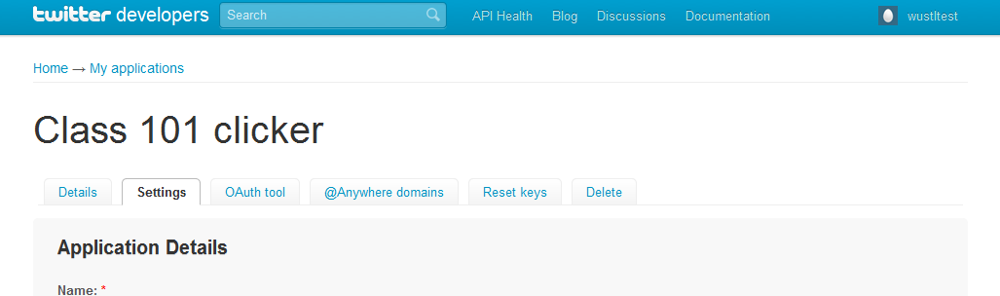 twitter developers Search API Health Blog Discussions Documentation wustltest
Home → My applications
Class 101 clicker
Details Settings OAuth tool @Anywhere domains Reset keys Delete
Application Details
Name: *